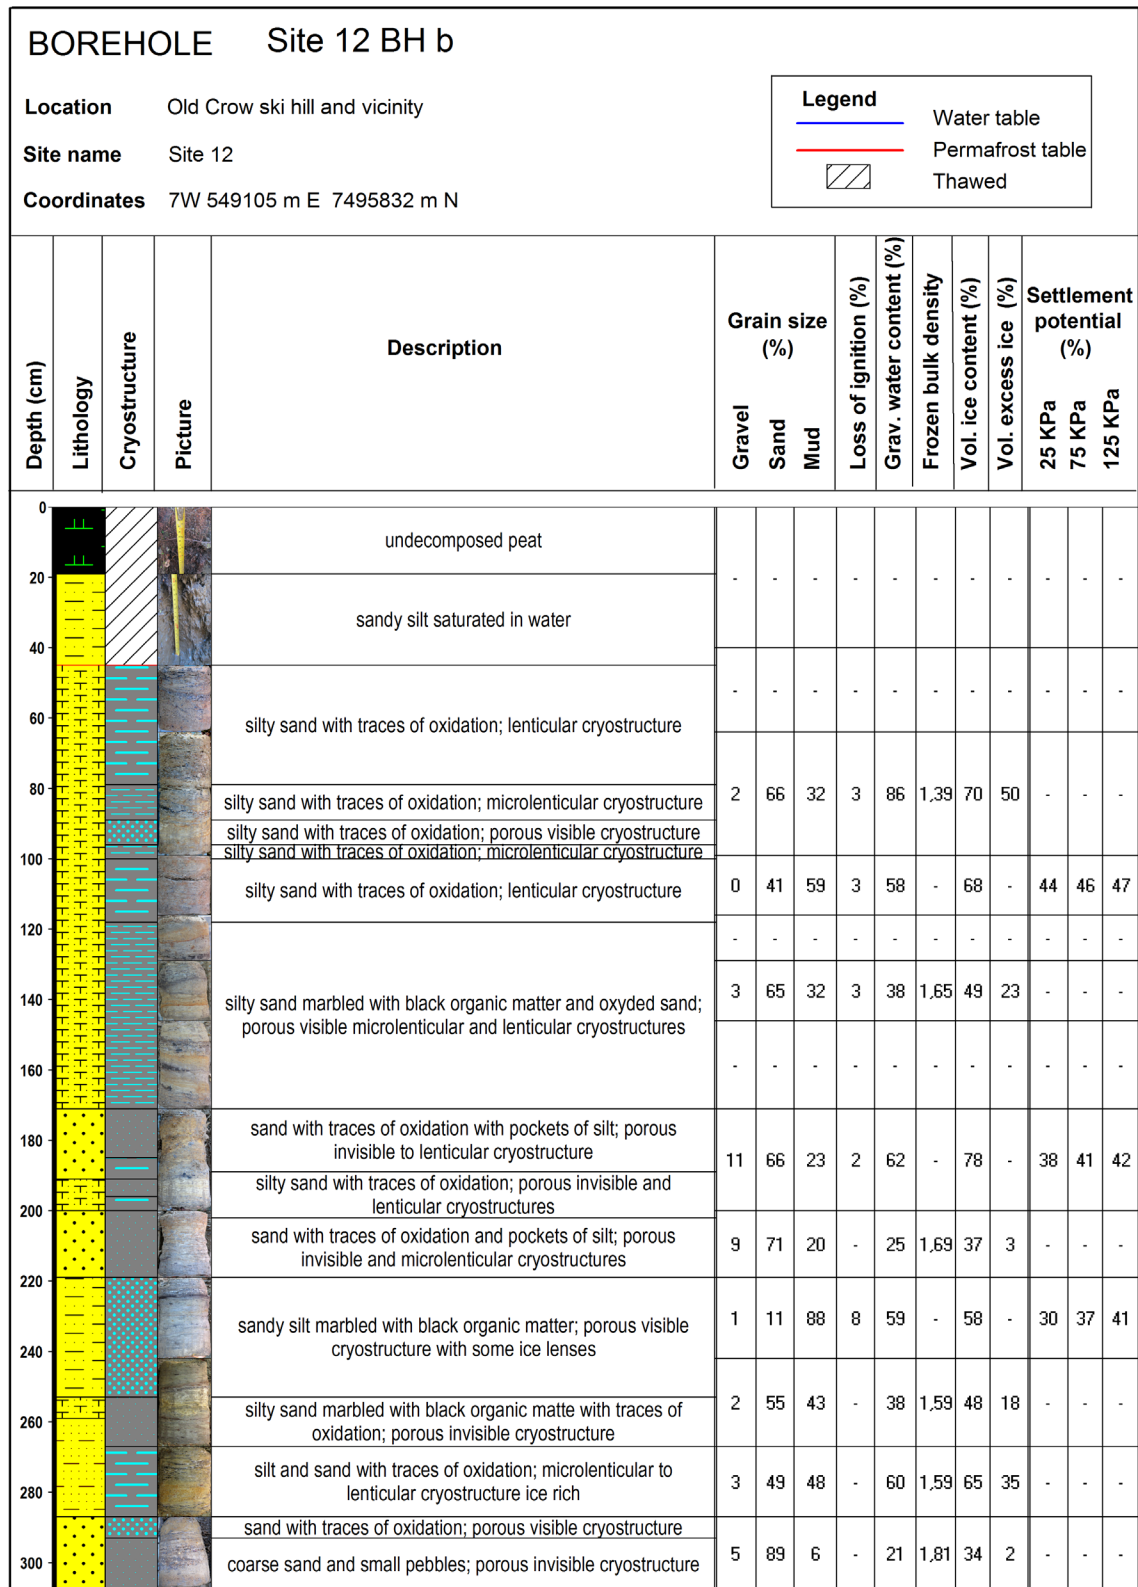 BOREHOLE Site 12 BH b
Location Old Crow ski hill and vicinity
Site name Site 12
Coordinates 7W 549105 m E 7495832 m N
Legend
Water table
Permafrost table
Thawed
Depth (cm)
Lithology
Cryostructure
Picture
Description
Grain size
(%)
Gravel
Sand
Mud
Loss of ignition (%)
Grav. water content (%)
Frozen bulk density
Vol. ice content (%)
Vol. excess ice (%)
Settlement
potential
(%)
25 KPa
75 KPa
125 KPa
0
undecomposed peat
20 - - - - - - - - - - -
sandy silt saturated in water
40
- - - - - - - - - - -
60
silty sand with traces of oxidation; lenticular cryostructure
80
silty sand with traces of oxidation; microlenticular cryostructure 2 66 32 3 86 1,39 70 50 - - -
silty sand with traces of oxidation; porous visible cryostructure
silty sand with traces of oxidation; microlenticular cryostructure
100
silty sand with traces of oxidation; lenticular cryostructure 0 41 59 3 58 - 68 - 44 46 47
120
- - - - - - - - - - -
140 3 65 32 3 38 1,65 49 23 - - -
silty sand marbled with black organic matter and oxyded sand;
porous visible microlenticular and lenticular cryostructures
160 - - - - - - - - - - -
180
sand with traces of oxidation with pockets of silt; porous
invisible to lenticular cryostructure
11 66 23 2 62 - 78 - 38 41 42
silty sand with traces of oxidation; porous invisible and
lenticular cryostructures
200
sand with traces of oxidation and pockets of silt; porous
invisible and microlenticular cryostructures
9 71 20 - 25 1,69 37 3 - - -
220
sandy silt marbled with black organic matter; porous visible
cryostructure with some ice lenses
1 11 88 8 59 - 58 - 30 37 41
240
2 55 43 - 38 1,59 48 18 - - -
260
silty sand marbled with black organic matte with traces of
oxidation; porous invisible cryostructure
silt and sand with traces of oxidation; microlenticular to
lenticular cryostructure ice rich
280 3 49 48 - 60 1,59 65 35 - - -
sand with traces of oxidation; porous visible cryostructure
300 coarse sand and small pebbles; porous invisible cryostructure 5 89 6 - 21 1,81 34 2 - - -